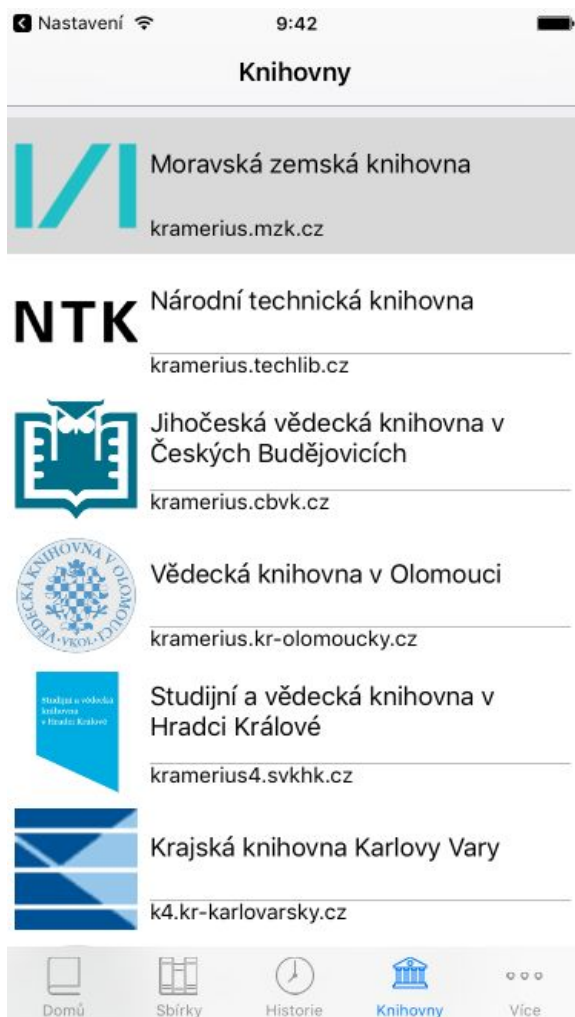 Nastavení
9:42
Knihovny
Moravská zemská knihovna
kramerius.mzk.cz
NTK
Národní technická knihovna
kramerius.techlib.cz
Jihočeská vědecká knihovna v
Českých Budějovicích
kramerius.cbvk.cz
VĚDECKÁ KNIHOVNA V OLOMOUCI
VKOL
Vědecká knihovna v Olomouci
kramerius.kr-olomoucky.cz
Studijní a vědecká
knihovna
v Hradci Králové
Studijní a vědecká knihovna v
Hradci Králové
kramerius4.svkhk.cz
Krajská knihovna Karlovy Vary
k4.kr-karlovarsky.cz
Domů
Sbírky
Historie
Knihovny
Více